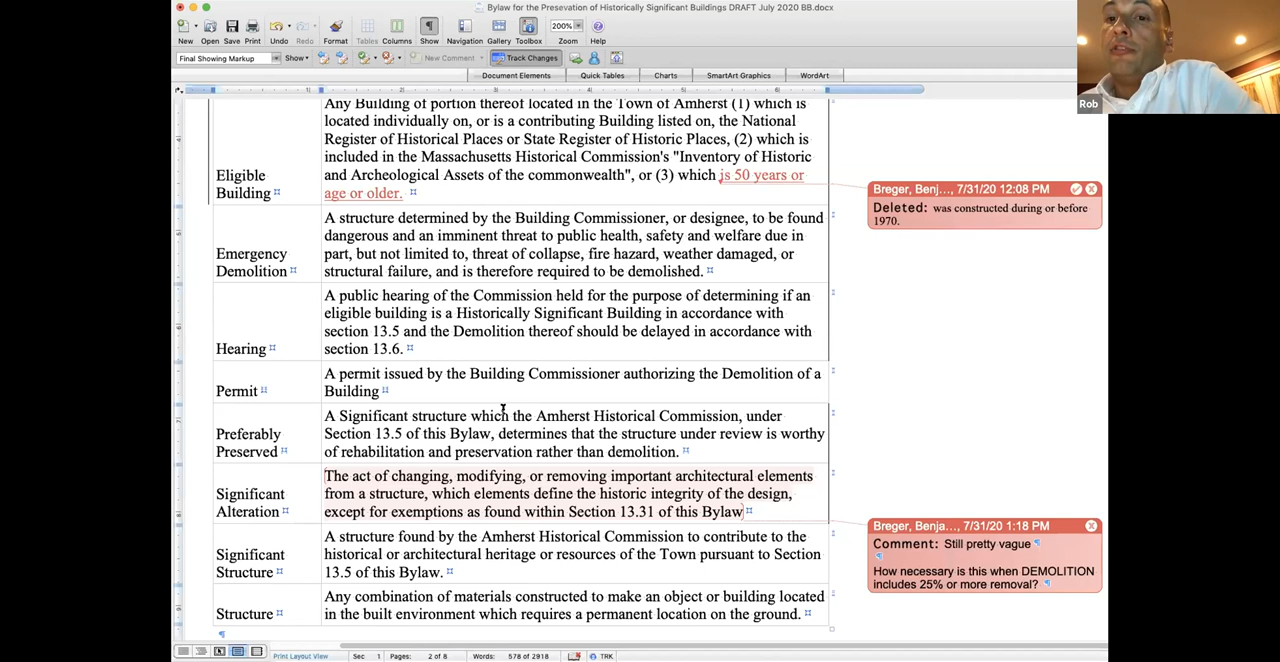 Bylaw for the Presevation of Historically Significant Buildings DRAFT July 2020 BB.docx
New Open Save Print Undo Redo Format Tables Columns Show Navigation Gallery Toolbox Zoom Help
200%
Final Showing Markup Show New Comment Track Changes
Document Elements Quick Tables Charts SmartArt Graphics WordArt
Rob
Any Building of portion thereof located in the Town of Amherst (1) which is
located individually on, or is a contributing Building listed on, the National
Register of Historical Places or State Register of Historic Places, (2) which is
included in the Massachusetts Historical Commission's "Inventory of Historic
Eligible and Archeological Assets of the commonwealth", or (3) which is 50 years or
Building age or older.
Breger, Benj..., 7/31/20 12:08 PM
Deleted: was constructed during or before
1970.
A structure determined by the Building Commissioner, or designee, to be found
dangerous and an imminent threat to public health, safety and welfare due in
Emergency part, but not limited to, threat of collapse, fire hazard, weather damaged, or
Demolition structural failure, and is therefore required to be demolished.
A public hearing of the Commission held for the purpose of determining if an
eligible building is a Historically Significant Building in accordance with
section 13.5 and the Demolition thereof should be delayed in accordance with
Hearing section 13.6.
A permit issued by the Building Commissioner authorizing the Demolition of a
Permit Building
A Significant structure which the Amherst Historical Commission, under
Preferably Section 13.5 of this Bylaw, determines that the structure under review is worthy
Preserved of rehabilitation and preservation rather than demolition.
The act of changing, modifying, or removing important architectural elements
Significant from a structure, which elements define the historic integrity of the design,
Alteration except for exemptions as found within Section 13.31 of this Bylaw
Breger, Benja..., 7/31/20 1:18 PM
Comment: Still pretty vague
How necessary is this when DEMOLITION
includes 25% or more removal?
A structure found by the Amherst Historical Commission to contribute to the
Significant historical or architectural heritage or resources of the Town pursuant to Section
Structure 13.5 of this Bylaw.
Any combination of materials constructed to make an object or building located
Structure in the built environment which requires a permanent location on the ground.
Print Layout View Sec 1 Pages: 2 of 8 Words: 578 of 2918 TRK